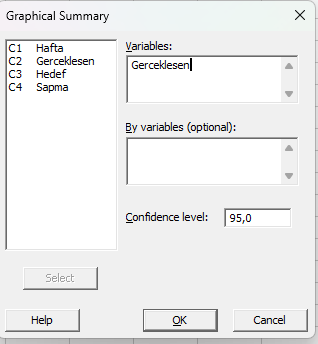 Graphical Summary
C1 Hafta
C2 Gerceklesen
C3 Hedef
C4 Sapma
Variables:
Gerceklesen
By variables (optional):
Confidence level: 95,0
Select
Help OK Cancel